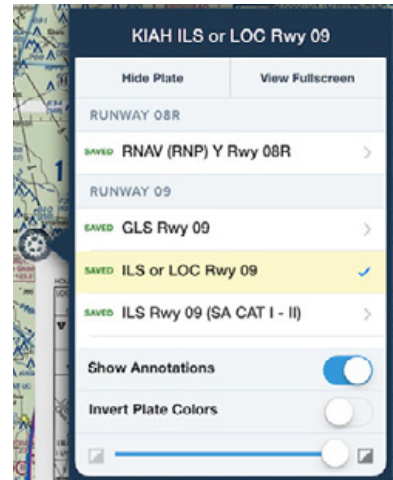 KIAH ILS or LOC Rwy 09
Hide Plate
View Fullscreen
RUNWAY 08R
SAVED RNAV (RNP) Y Rwy 08R
RUNWAY 09
SAVED GLS Rwy 09
SAVED ILS or LOC Rwy 09
SAVED ILS Rwy 09 (SA CAT I - II)
Show Annotations
Invert Plate Colors
1